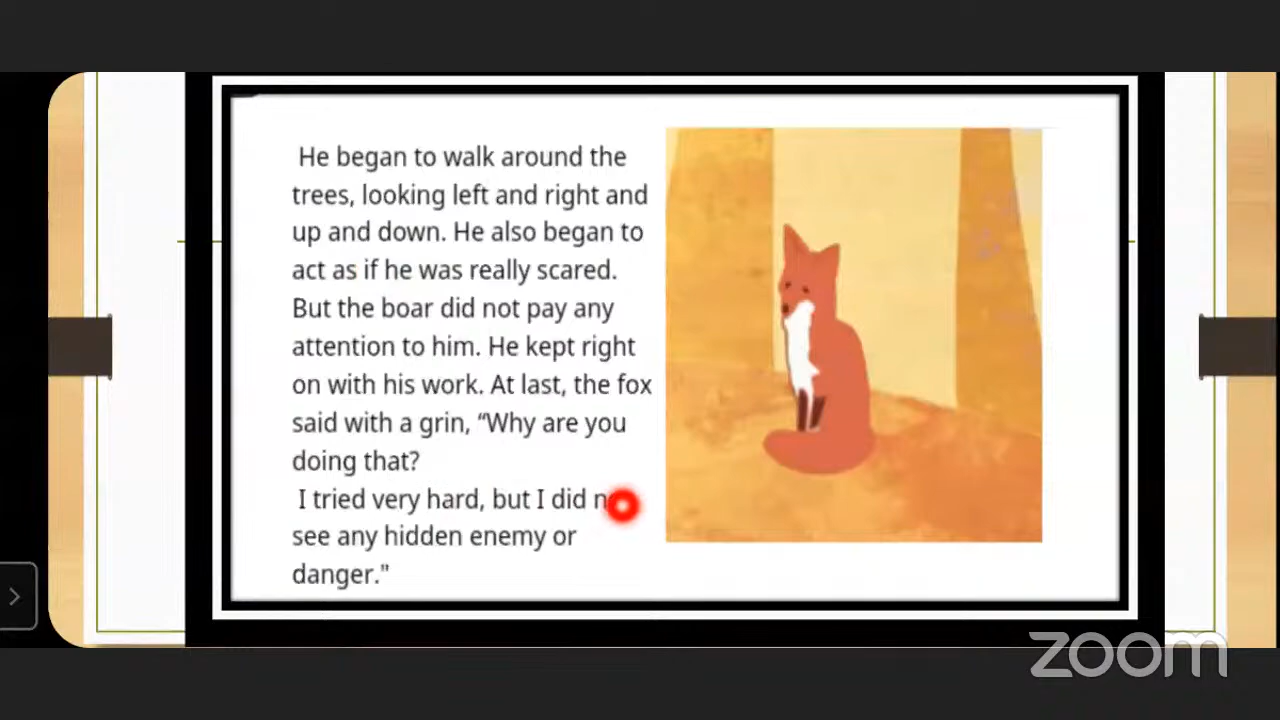 He began to walk around the
trees, looking left and right and
up and down. He also began to
act as if he was really scared.
But the boar did not pay any
attention to him. He kept right
on with his work. At last, the fox
said with a grin, “Why are you
doing that?
I tried very hard, but I did
see any hidden enemy or
danger."
zoom